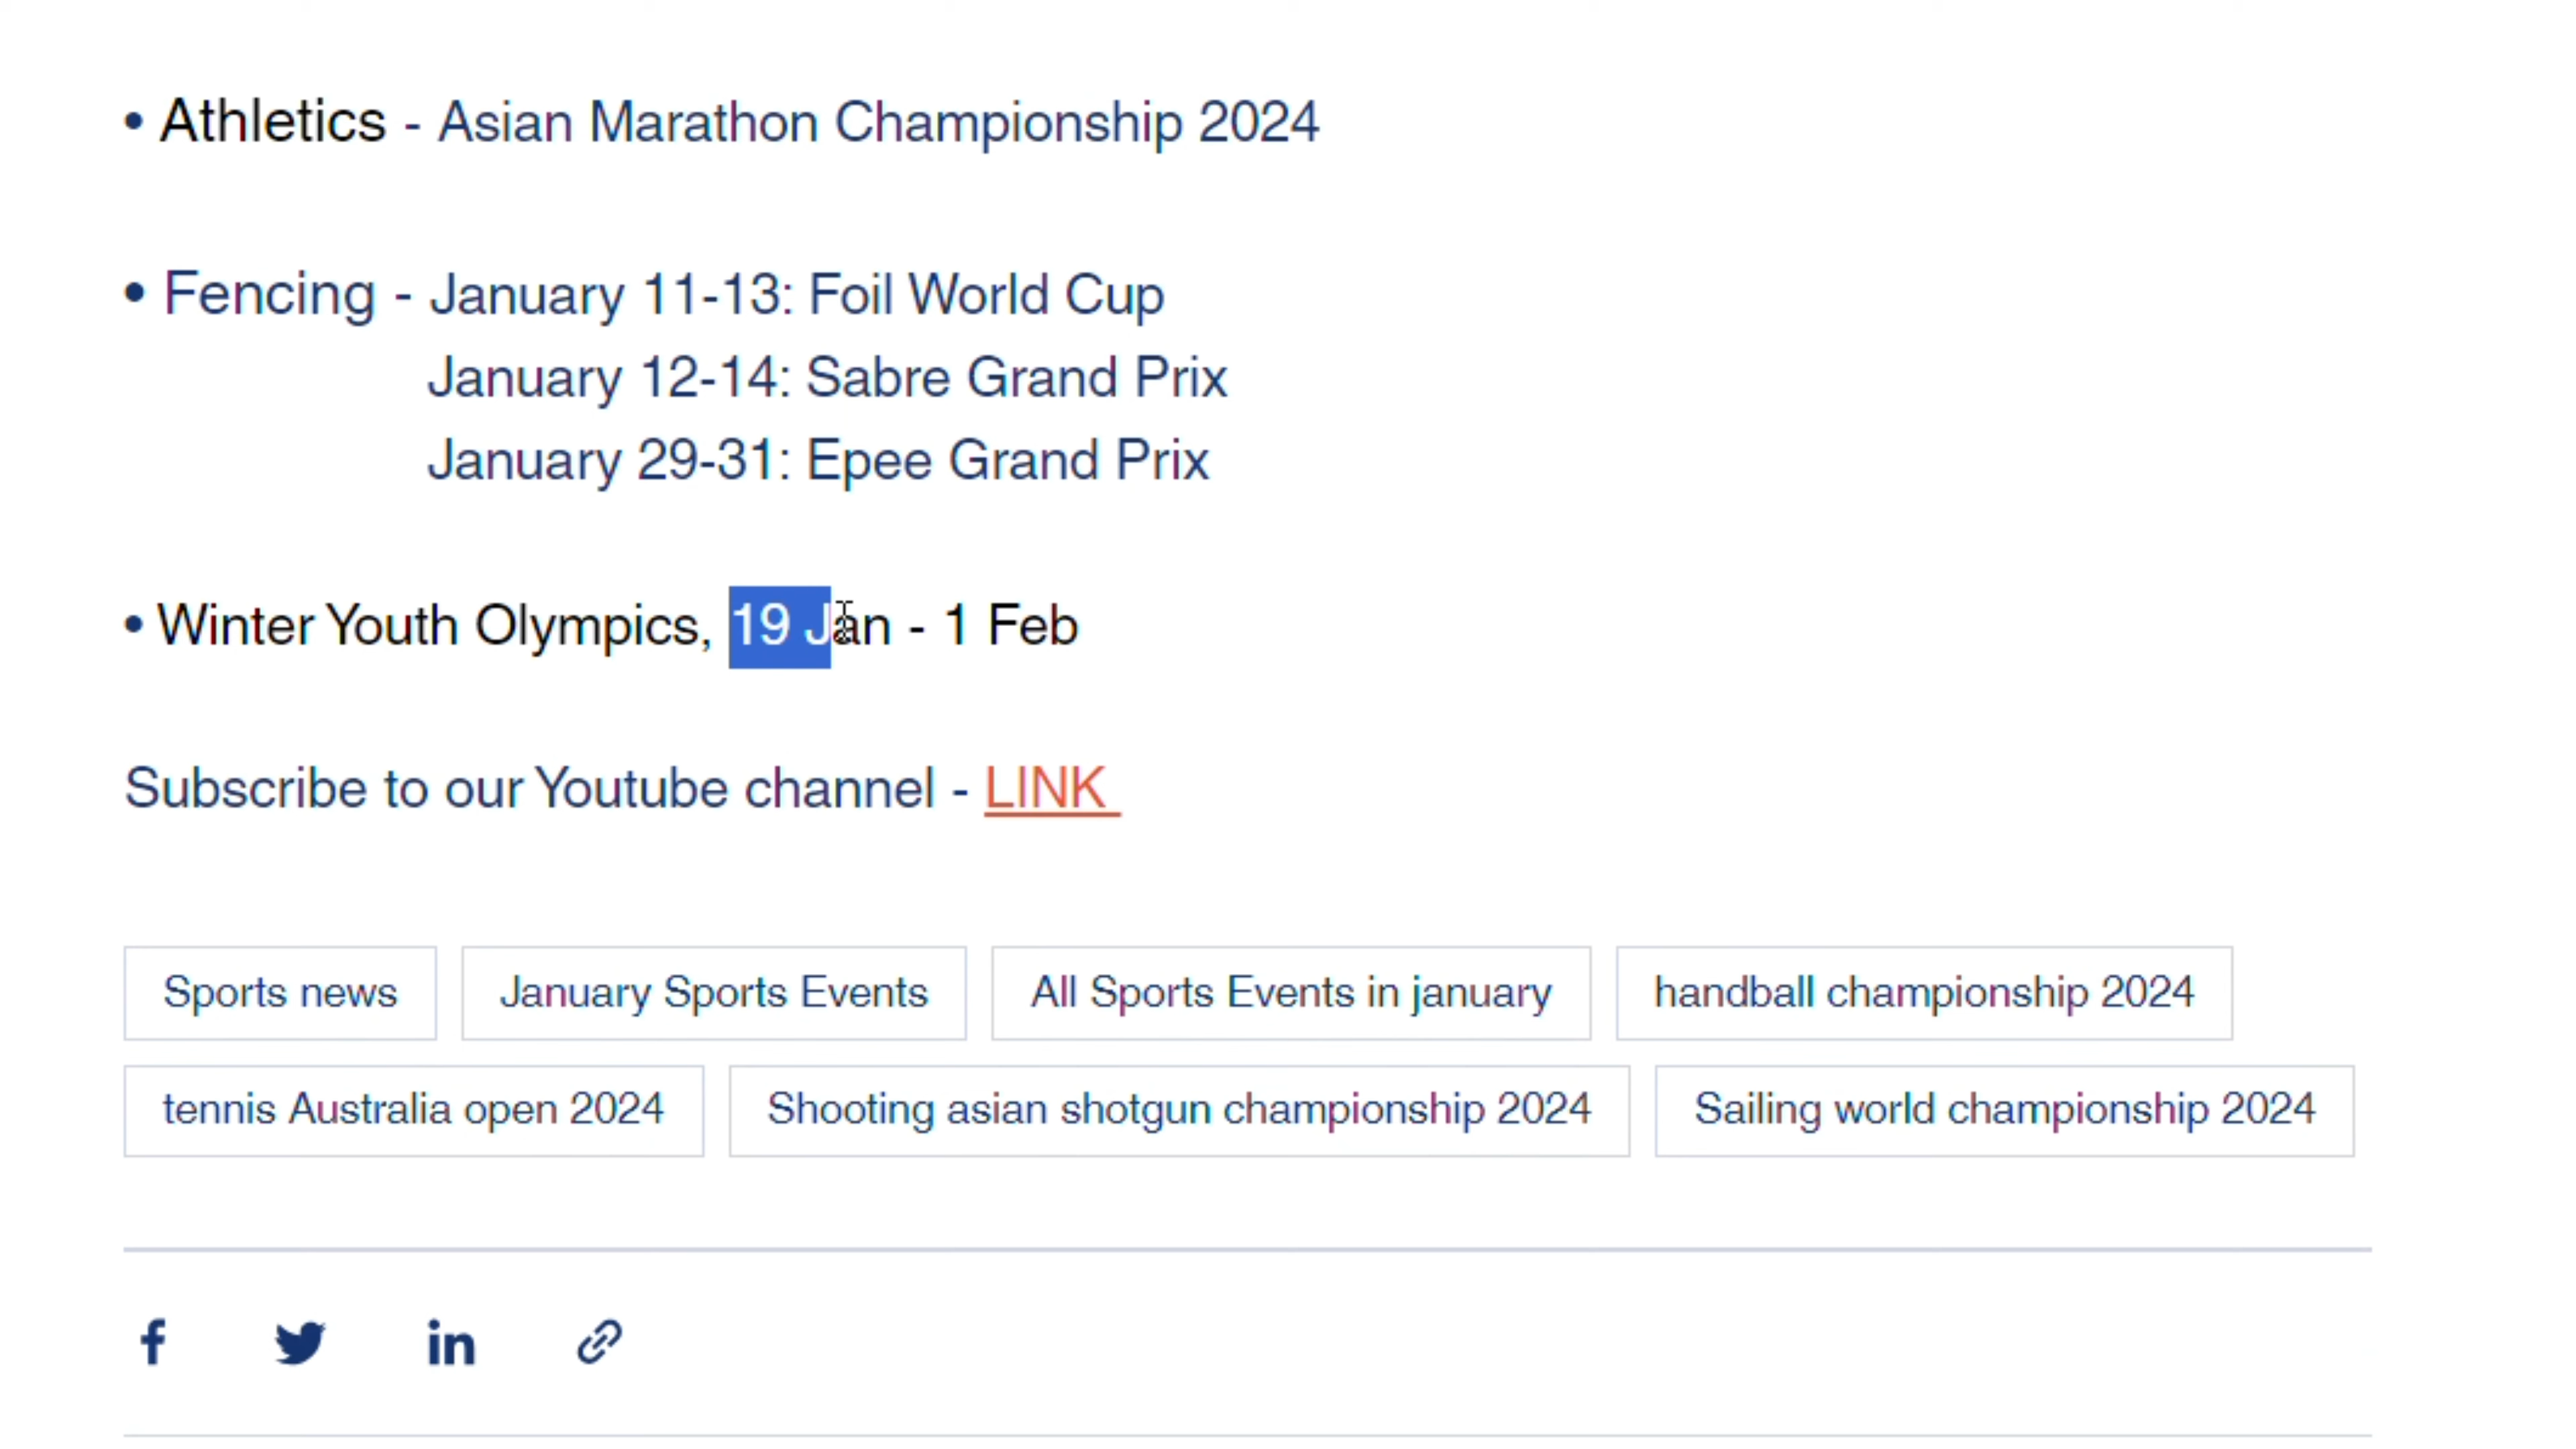 • Athletics - Asian Marathon Championship 2024
• Fencing - January 11-13: Foil World Cup
January 12-14: Sabre Grand Prix
January 29-31: Epee Grand Prix
• Winter Youth Olympics, 19 Jan - 1 Feb
Subscribe to our Youtube channel - LINK
Sports news January Sports Events All Sports Events in january handball championship 2024
tennis Australia open 2024 Shooting asian shotgun championship 2024 Sailing world championship 2024